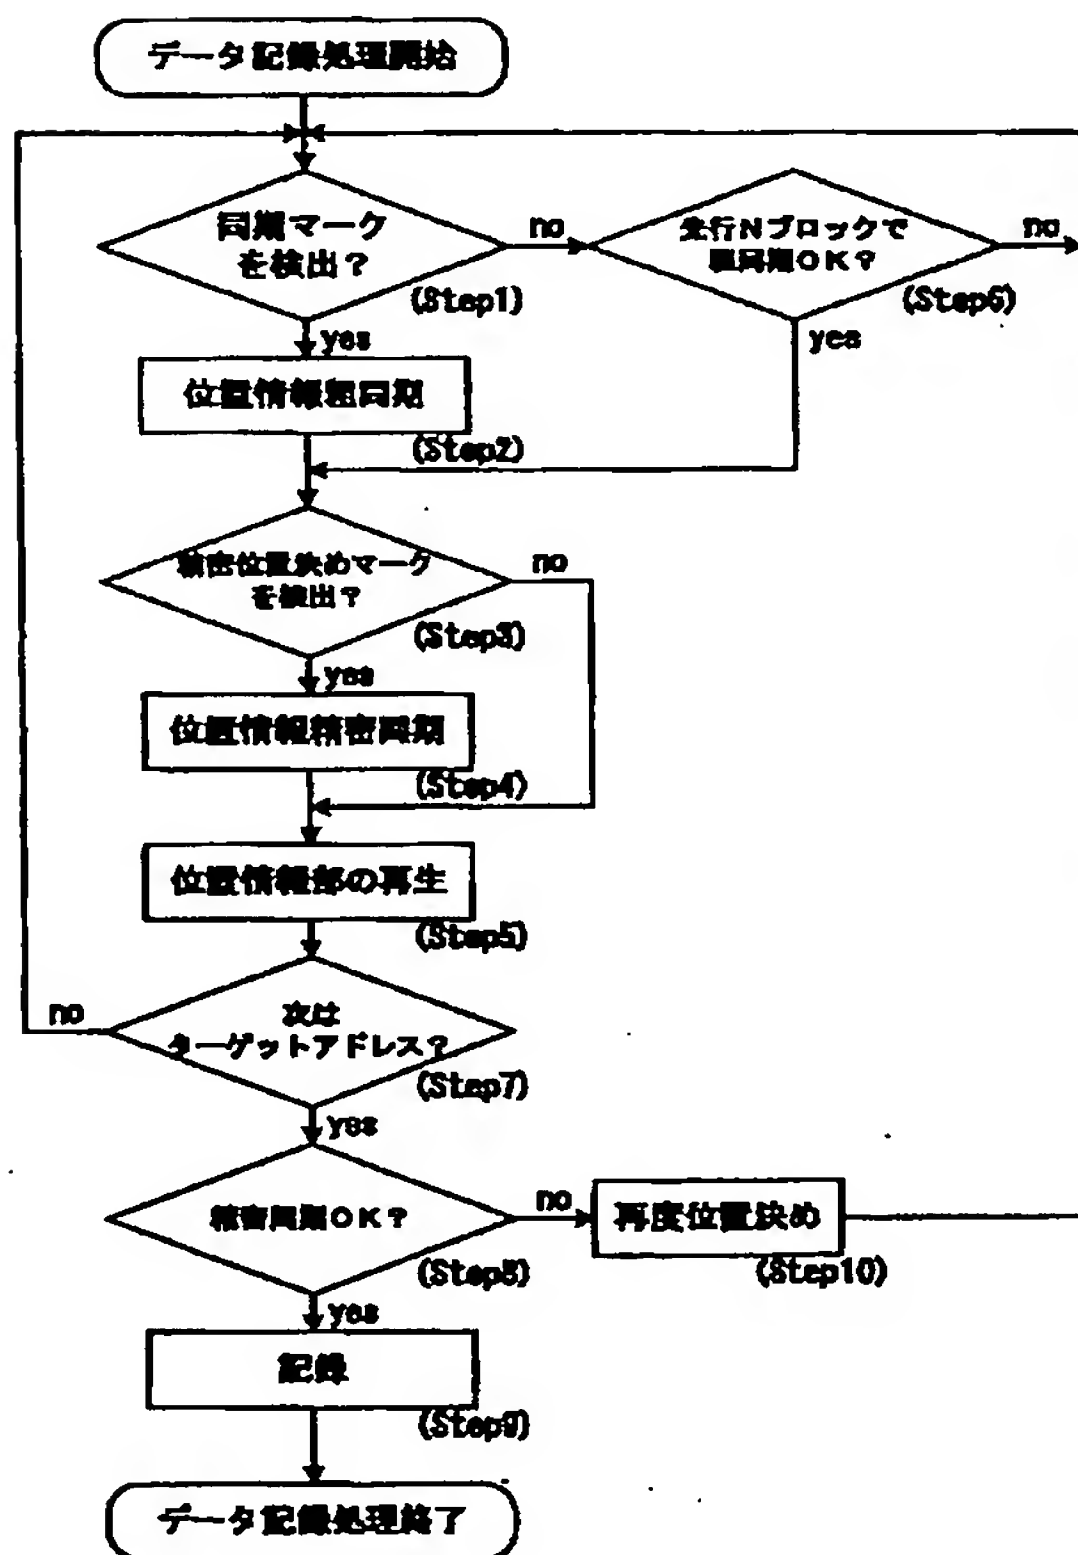 データ記録処理開始
同期マーク
を検出?
no
(Step1)
yes
先行Nブロックで
粗同期OK?
no
(Step6)
yes
位置情報粗同期
(Step2)
精密位置決めマーク
を検出?
no
(Step3)
yes
位置情報精密同期
(Step4)
位置情報部の再生
(Step5)
次は
ターゲットアドレス?
no
(Step7)
yes
精密同期OK?
no
(Step8)
yes
再度位置決め
(Step10)
記録
(Step9)
データ記録処理終了